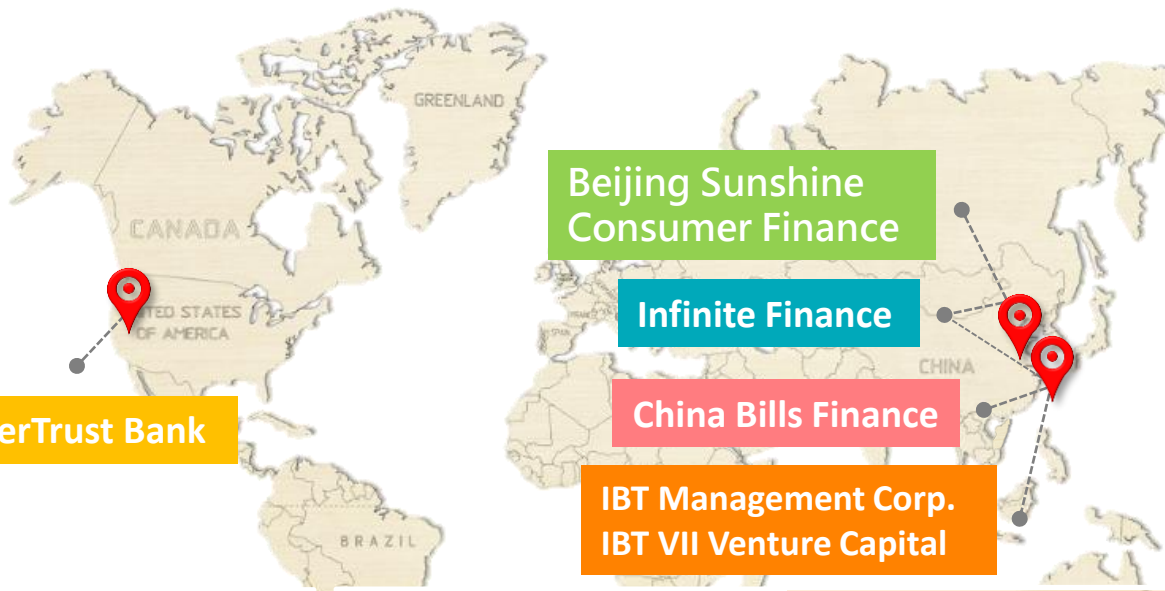 GREENLAND
Beijing Sunshine
Consumer Finance
CANADA
Infinite Finance
STATES
OF AMERICA
CHINA
China Bills Finance
erTrust Bank
IBT Management Corp.
IBT VII Venture Capital
BRAZIL